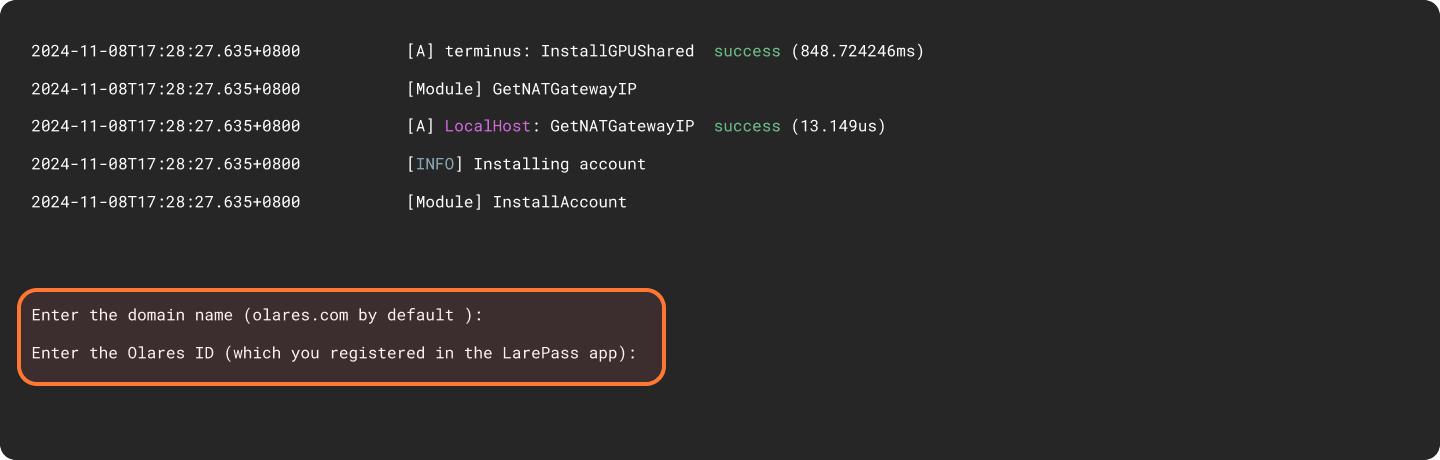 2024-11-08T17:28:27.635+0800 [A] terminus: InstallGPUShared success (848.724246ms)
2024-11-08T17:28:27.635+0800 [Module] GetNATGatewayIP
2024-11-08T17:28:27.635+0800 [A] LocalHost: GetNATGatewayIP success (13.149us)
2024-11-08T17:28:27.635+0800 [INFO] Installing account
2024-11-08T17:28:27.635+0800 [Module] InstallAccount
Enter the domain name (olares.com by default ):
Enter the Olares ID (which you registered in the LarePass app):